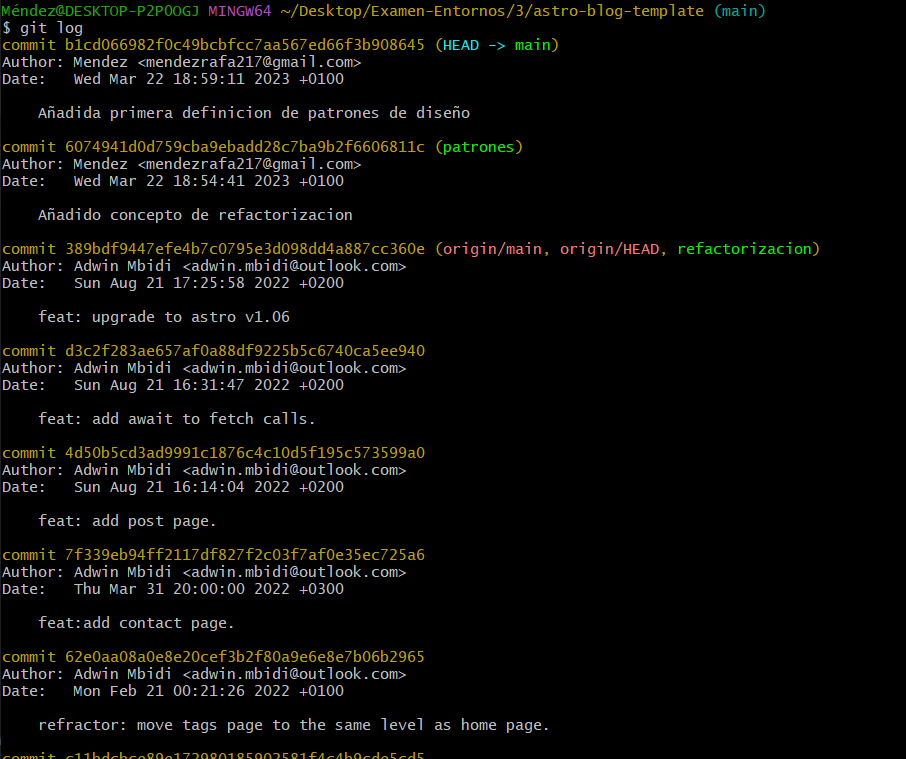 Méndez@DESKTOP-P2P0OGJ MINGW64 ~/Desktop/Examen-Entornos/3/astro-blog-template (main)
$ git log
commit b1cd066982f0c49bcbfcc7aa567ed66f3b908645 (HEAD -> main)
Author: Mendez <mendezrafa217@gmail.com>
Date:   Wed Mar 22 18:59:11 2023 +0100
Añadida primera definicion de patrones de diseño
commit 6074941d0d759cba9ebadd28c7ba9b2f6606811c (patrones)
Author: Mendez <mendezrafa217@gmail.com>
Date:   Wed Mar 22 18:54:41 2023 +0100
Añadido concepto de refactorizacion
commit 389bdf9447efe4b7c0795e3d098dd4a887cc360e (origin/main, origin/HEAD, refactorizacion)
Author: Adwin Mbidi <adwin.mbidi@outlook.com>
Date:   Sun Aug 21 17:25:58 2022 +0200
feat: upgrade to astro v1.06
commit d3c2f283ae657af0a88df9225b5c6740ca5ee940
Author: Adwin Mbidi <adwin.mbidi@outlook.com>
Date:   Sun Aug 21 16:31:47 2022 +0200
feat: add await to fetch calls.
commit 4d50b5cd3ad9991c1876c4c10d5f195c573599a0
Author: Adwin Mbidi <adwin.mbidi@outlook.com>
Date:   Sun Aug 21 16:14:04 2022 +0200
feat: add post page.
commit 7f339eb94ff2117df827f2c03f7af0e35ec725a6
Author: Adwin Mbidi <adwin.mbidi@outlook.com>
Date:   Thu Mar 31 20:00:00 2022 +0300
feat:add contact page.
commit 62e0aa08a0e8e20cef3b2f80a9e6e8e7b06b2965
Author: Adwin Mbidi <adwin.mbidi@outlook.com>
Date:   Mon Feb 21 00:21:26 2022 +0100
refractor: move tags page to the same level as home page.
commit